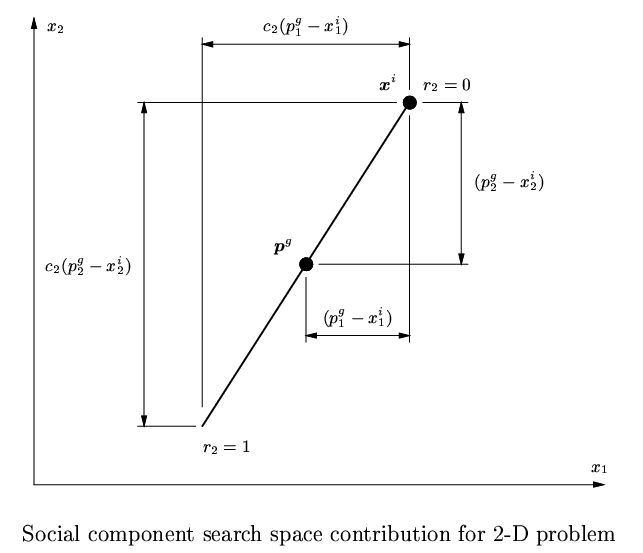 x₂
c₂(p₁ᵍ − x₁ⁱ)
xⁱ
r₂ = 0
(p₂ᵍ − x₂ⁱ)
pᵍ
c₂(p₂ᵍ − x₂ⁱ)
(p₁ᵍ − x₁ⁱ)
r₂ = 1
x₁
Social component search space contribution for 2-D problem